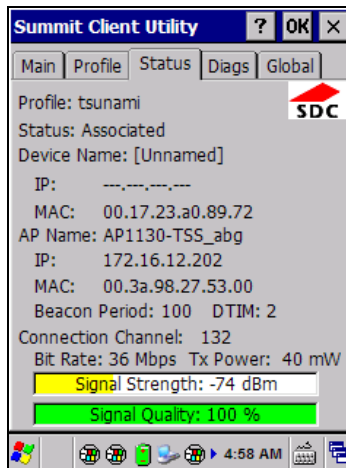 Summit Client Utility ? OK ×
Main Profile Status Diags Global
Profile: tsunami
SDC
Status: Associated
Device Name: [Unnamed]
IP: ---.---.---.---
MAC: 00.17.23.a0.89.72
AP Name: AP1130-TSS_abg
IP: 172.16.12.202
MAC: 00.3a.98.27.53.00
Beacon Period: 100 DTIM: 2
Connection Channel: 132
Bit Rate: 36 Mbps Tx Power: 40 mW
Signal Strength: -74 dBm
Signal Quality: 100 %
4:58 AM